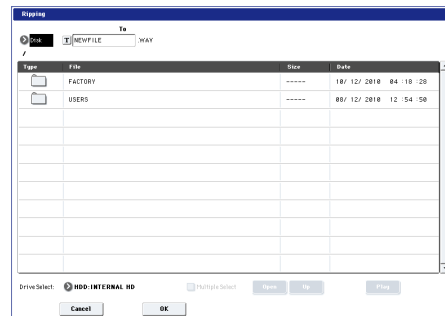 Ripping
To
Disk T NEWFILE .WAV
/
Type File Size Date
FACTORY ----- 10/ 12/ 2010 04 :18 :28
USERS ----- 08/ 12/ 2010 12 :54 :50
Drive Select: HDD: INTERNAL HD Multiple Select Open Up Play
Cancel OK